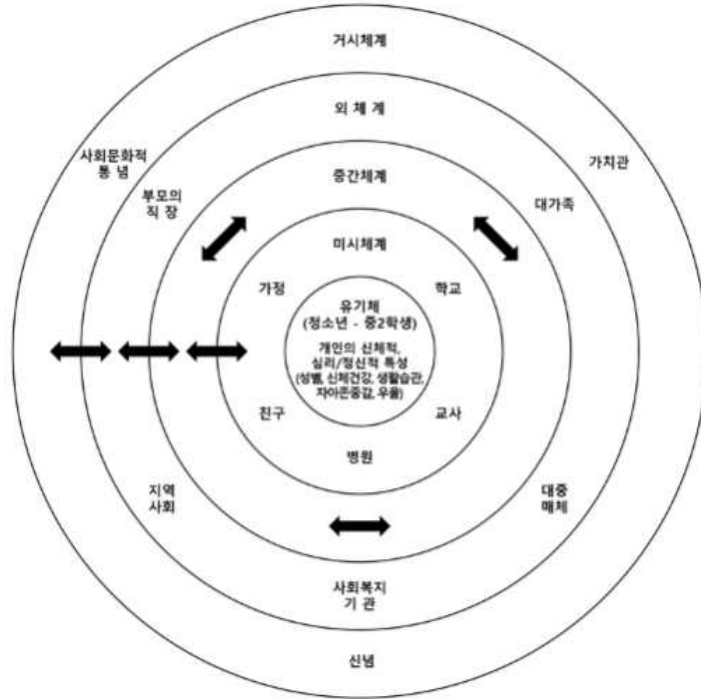 거시체계
외 체 계
사회문화적
통 념
가치관
중간체계
부모의
직 장
대가족
미시체계
가정
학교
유기체
(청소년 - 중2학생)
개인의 신체적,
심리/정신적 특성
(성별, 신체건강, 생활습관,
자아존중감, 우울)
친구
교사
병원
지역
사회
대중
매체
사회복지
기 관
신념